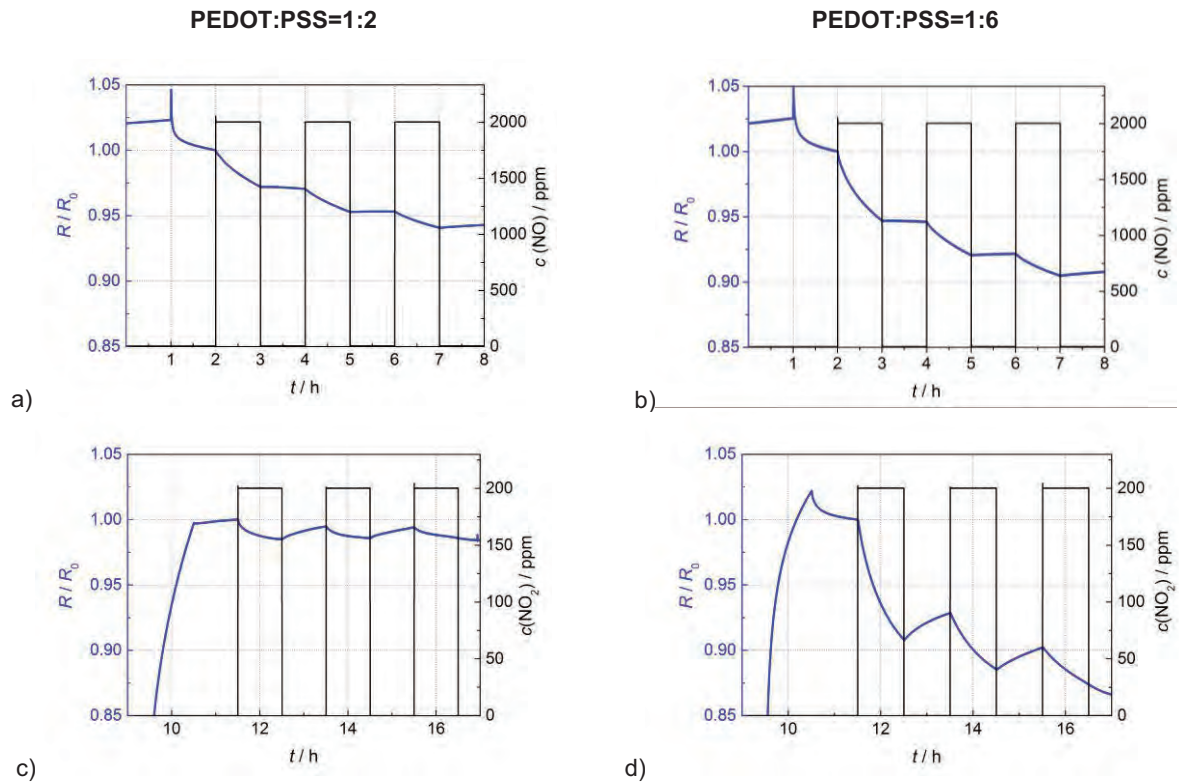 PEDOT:PSS=1:2
PEDOT:PSS=1:6
1.05
1.00
0.95
0.90
0.85
R / R₀
2000
1500
1000
500
0
c (NO) / ppm
1 2 3 4 5 6 7 8
t / h
a)
1.05
1.00
0.95
0.90
0.85
R / R₀
2000
1500
1000
500
0
c (NO) / ppm
1 2 3 4 5 6 7 8
t / h
b)
1.05
1.00
0.95
0.90
0.85
R / R₀
200
150
100
50
0
c(NO₂) / ppm
10 12 14 16
t / h
c)
1.05
1.00
0.95
0.90
0.85
R / R₀
200
150
100
50
0
c(NO₂) / ppm
10 12 14 16
t / h
d)